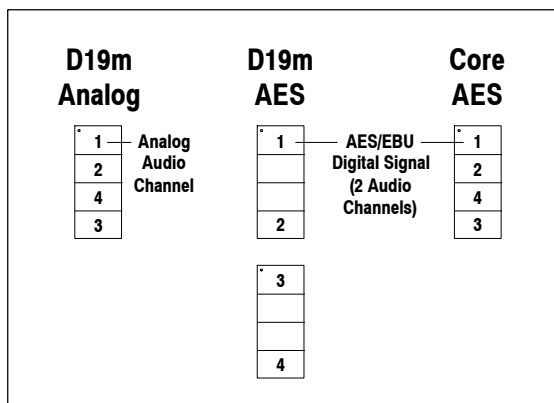 D19m
Analog
D19m
AES
Core
AES
1
2
4
3
Analog
Audio
Channel
1
2
AES/EBU
Digital Signal
(2 Audio
Channels)
1
2
4
3
3
4